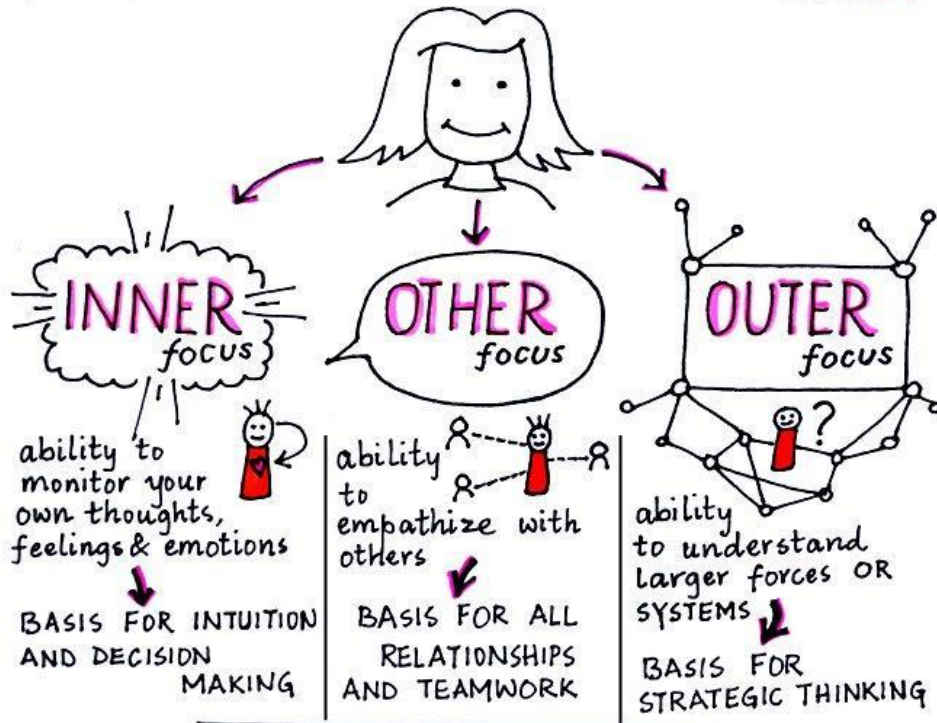 INNER
focus
ability to
monitor your
own thoughts,
feelings & emotions
BASIS FOR INTUITION
AND DECISION
MAKING
OTHER
focus
ability
to
empathize with
others
BASIS FOR ALL
RELATIONSHIPS
AND TEAMWORK
OUTER
focus
?
ability
to understand
larger forces OR
SYSTEMS
BASIS FOR
STRATEGIC THINKING